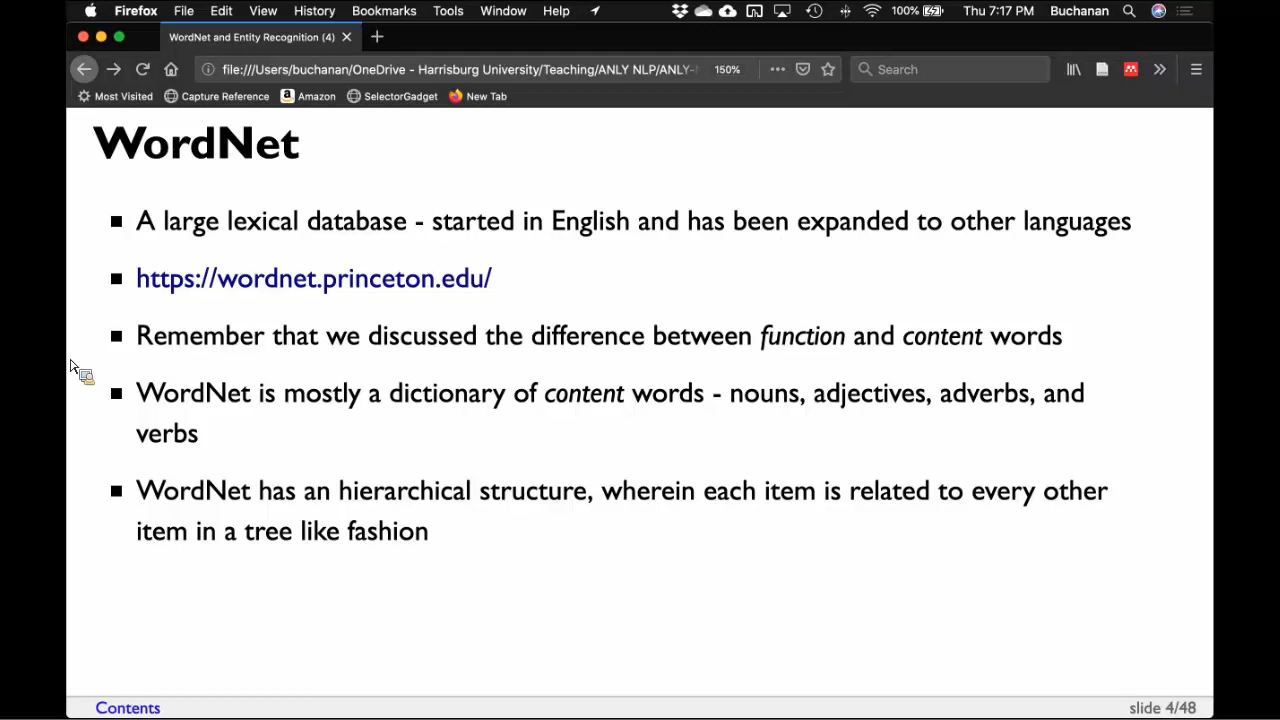 Firefox File Edit View History Bookmarks Tools Window Help 100% Thu 7:17 PM Buchanan
WordNet and Entity Recognition (4)
file:///Users/buchanan/OneDrive - Harrisburg University/Teaching/ANLY NLP/ANLY- 150% Search
Most Visited Capture Reference Amazon SelectorGadget New Tab
WordNet
A large lexical database - started in English and has been expanded to other languages
https://wordnet.princeton.edu/
Remember that we discussed the difference between function and content words
WordNet is mostly a dictionary of content words - nouns, adjectives, adverbs, and
verbs
WordNet has an hierarchical structure, wherein each item is related to every other
item in a tree like fashion
Contents slide 4/48